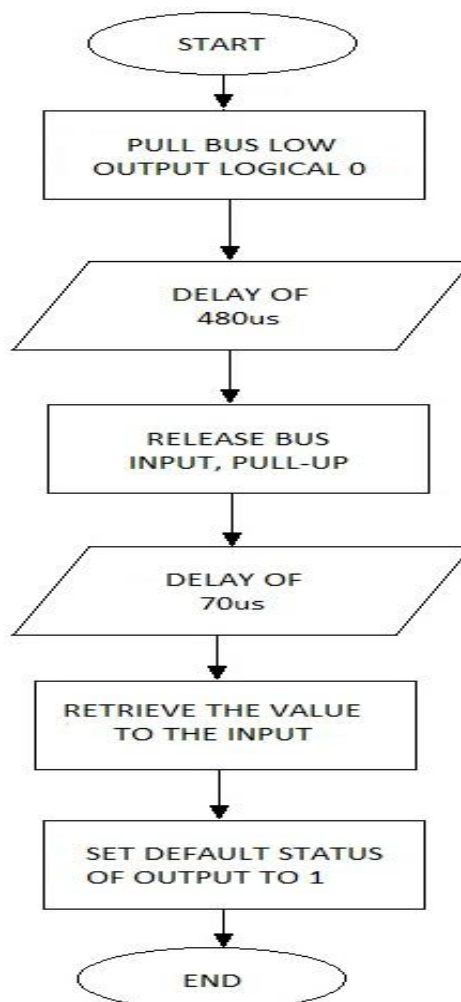 START
PULL BUS LOW
OUTPUT LOGICAL 0
DELAY OF
480us
RELEASE BUS
INPUT, PULL-UP
DELAY OF
70us
RETRIEVE THE VALUE
TO THE INPUT
SET DEFAULT STATUS
OF OUTPUT TO 1
END